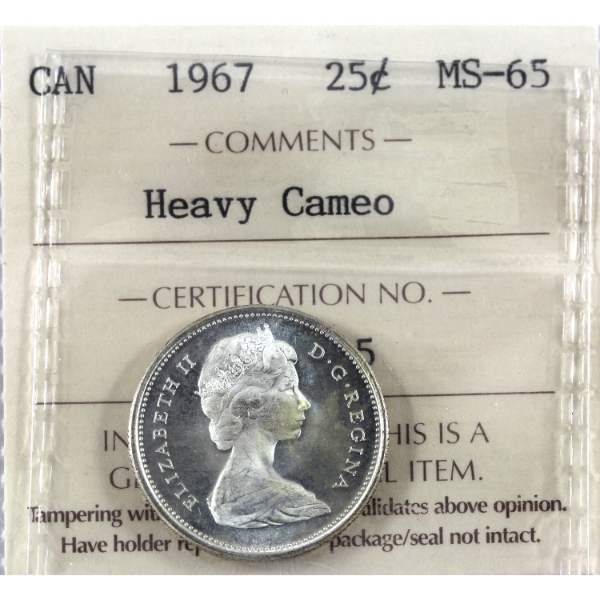 CAN 1967 25¢ MS-65
— COMMENTS —
Heavy Cameo
— CERTIFICATION NO. —
5
IN HIS IS A
G L ITEM.
Tampering wit alidates above opinion.
Have holder rep package/seal not intact.
ELIZABETH II D·G·REGINA